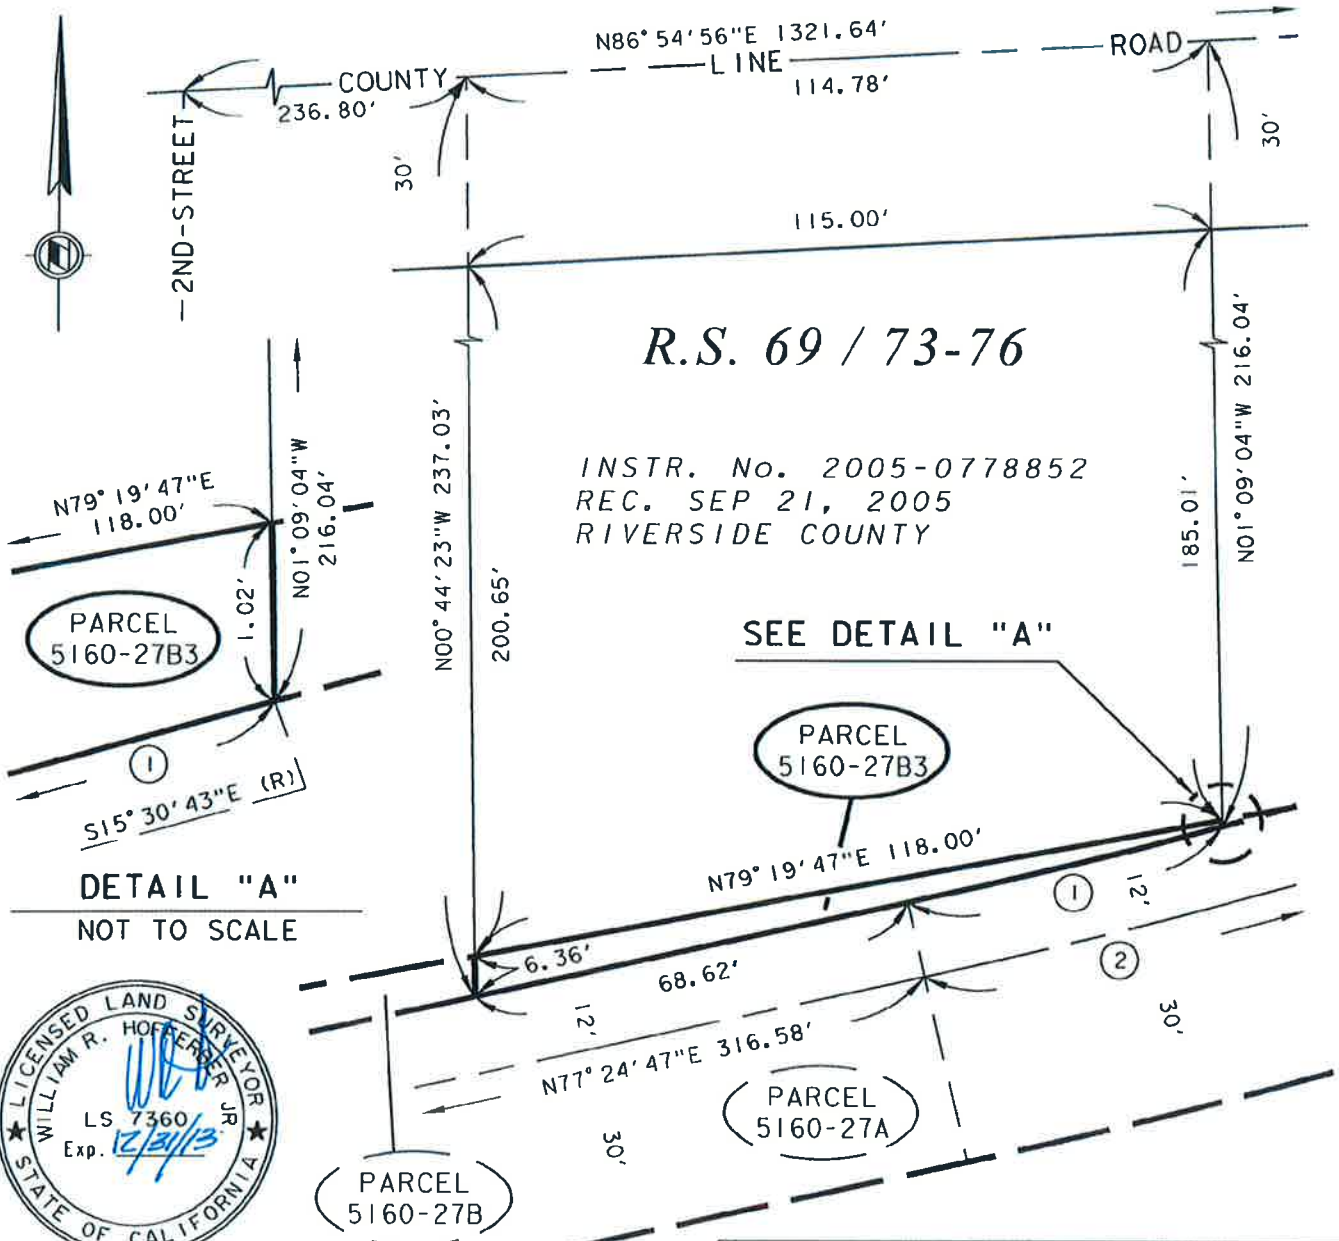 N86°54'56"E 1321.64'
COUNTY LINE ROAD
236.80'
114.78'
2ND STREET
30'
30'
115.00'
R.S. 69 / 73-76
INSTR. No. 2005-0778852
REC. SEP 21, 2005
RIVERSIDE COUNTY
N00°44'23"W 237.03'
200.65'
185.01'
N01°09'04"W 216.04'
N79°19'47"E
118.00'
N01°09'04"W
216.04'
1.02'
PARCEL
5160-27B3
1
S15°30'43"E (R)
DETAIL "A"
NOT TO SCALE
SEE DETAIL "A"
PARCEL
5160-27B3
N79°19'47"E 118.00'
6.36'
68.62'
1
12'
2
12'
30'
N77°24'47"E 316.58'
PARCEL
5160-27A
30'
PARCEL
5160-27B
LICENSED LAND SURVEYOR
WILLIAM R. HOFFERBER JR
LS 7360
Exp. 12/31/13
STATE OF CALIFORNIA